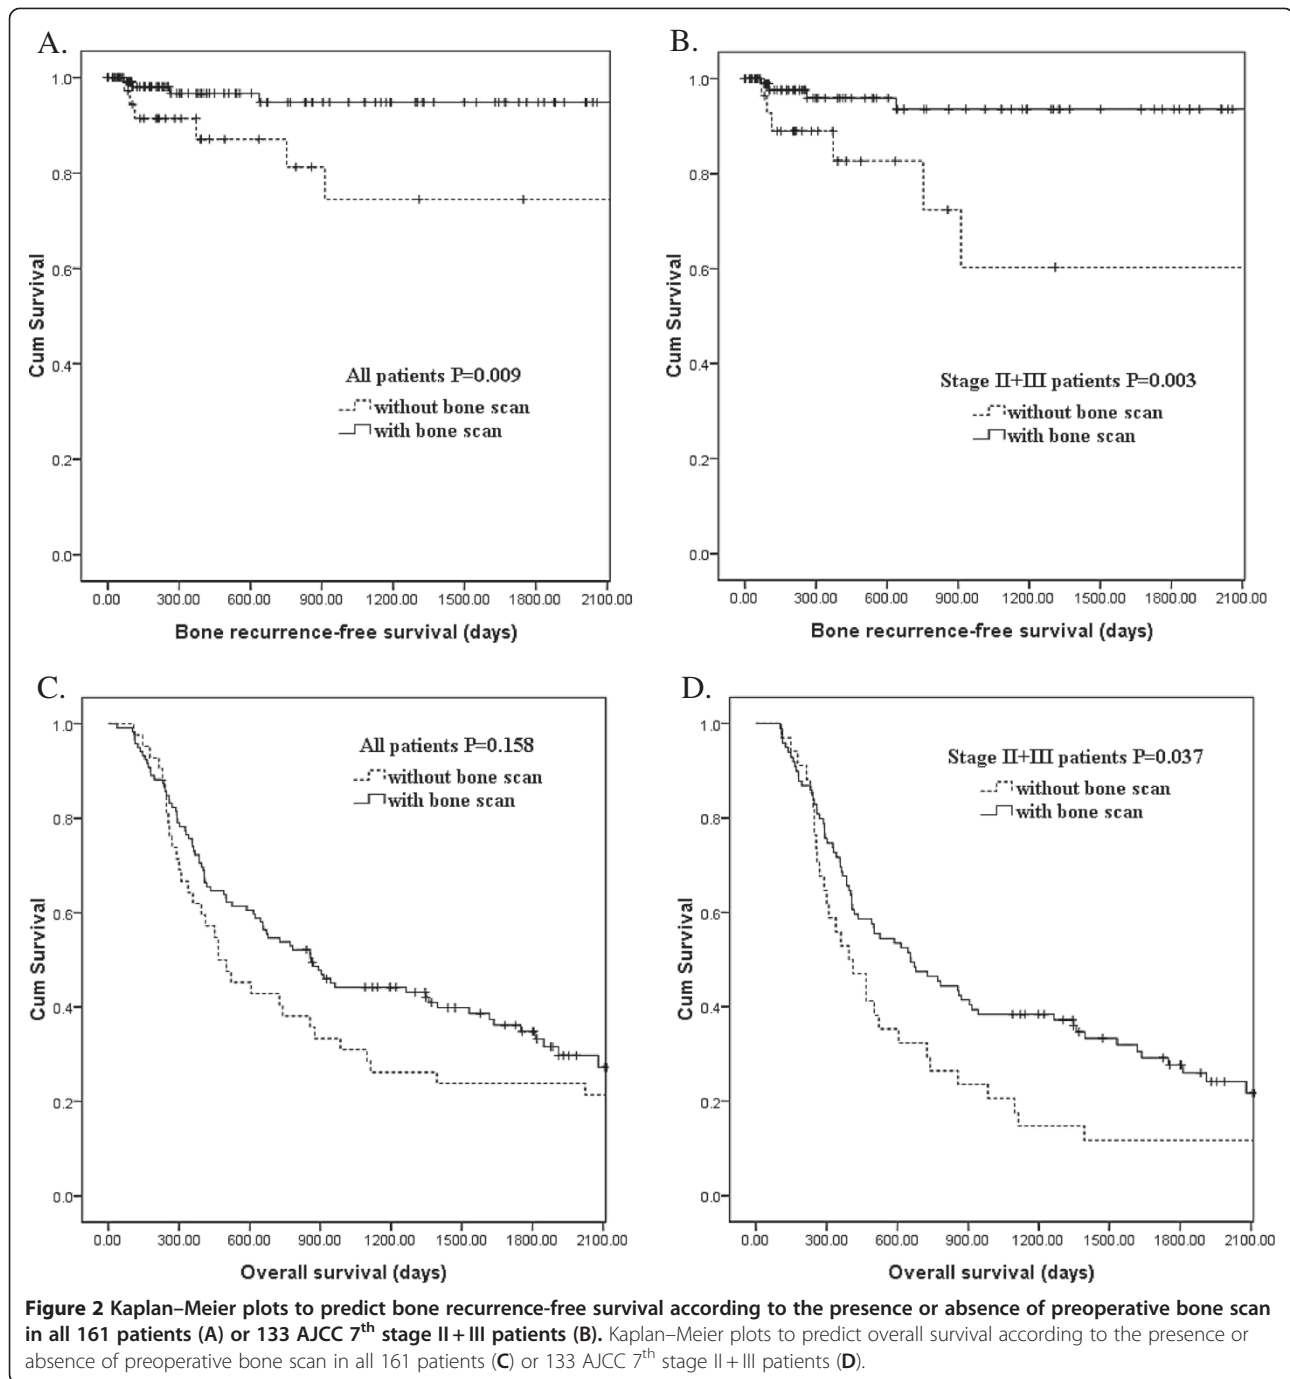 A.
1.0
0.8
0.6
0.4
0.2
0.0
Cum Survival
All patients P=0.009
without bone scan
with bone scan
0.00 300.00 600.00 900.00 1200.00 1500.00 1800.00 2100.00
Bone recurrence-free survival (days)
B.
1.0
0.8
0.6
0.4
0.2
0.0
Cum Survival
Stage II+III patients P=0.003
without bone scan
with bone scan
0.00 300.00 600.00 900.00 1200.00 1500.00 1800.00 2100.00
Bone recurrence-free survival (days)
C.
1.0
0.8
0.6
0.4
0.2
0.0
Cum Survival
All patients P=0.158
without bone scan
with bone scan
0.00 300.00 600.00 900.00 1200.00 1500.00 1800.00 2100.00
Overall survival (days)
D.
1.0
0.8
0.6
0.4
0.2
0.0
Cum Survival
Stage II+III patients P=0.037
without bone scan
with bone scan
0.00 300.00 600.00 900.00 1200.00 1500.00 1800.00 2100.00
Overall survival (days)
Figure 2 Kaplan–Meier plots to predict bone recurrence-free survival according to the presence or absence of preoperative bone scan
in all 161 patients (A) or 133 AJCC 7th stage II + III patients (B). Kaplan–Meier plots to predict overall survival according to the presence or
absence of preoperative bone scan in all 161 patients (C) or 133 AJCC 7th stage II + III patients (D).